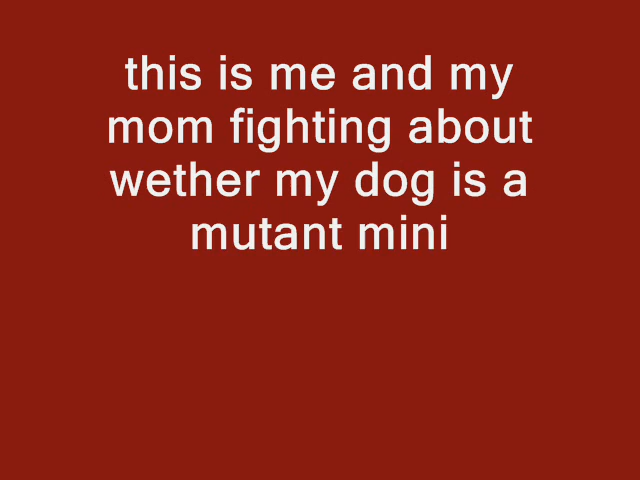 this is me and my
mom fighting about
wether my dog is a
mutant mini